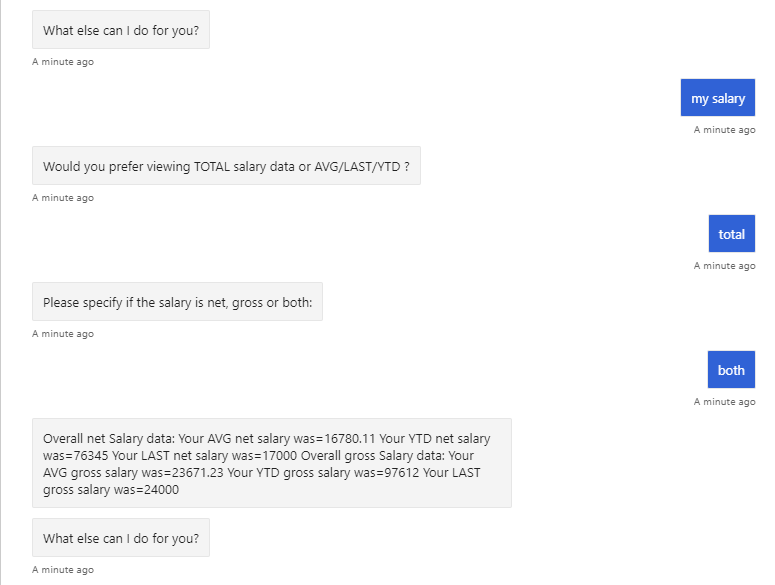 What else can I do for you?
A minute ago
my salary
A minute ago
Would you prefer viewing TOTAL salary data or AVG/LAST/YTD ?
A minute ago
total
A minute ago
Please specify if the salary is net, gross or both:
A minute ago
both
A minute ago
Overall net Salary data: Your AVG net salary was=16780.11 Your YTD net salary
was=76345 Your LAST net salary was=17000 Overall gross Salary data: Your
AVG gross salary was=23671.23 Your YTD gross salary was=97612 Your LAST
gross salary was=24000
What else can I do for you?
A minute ago